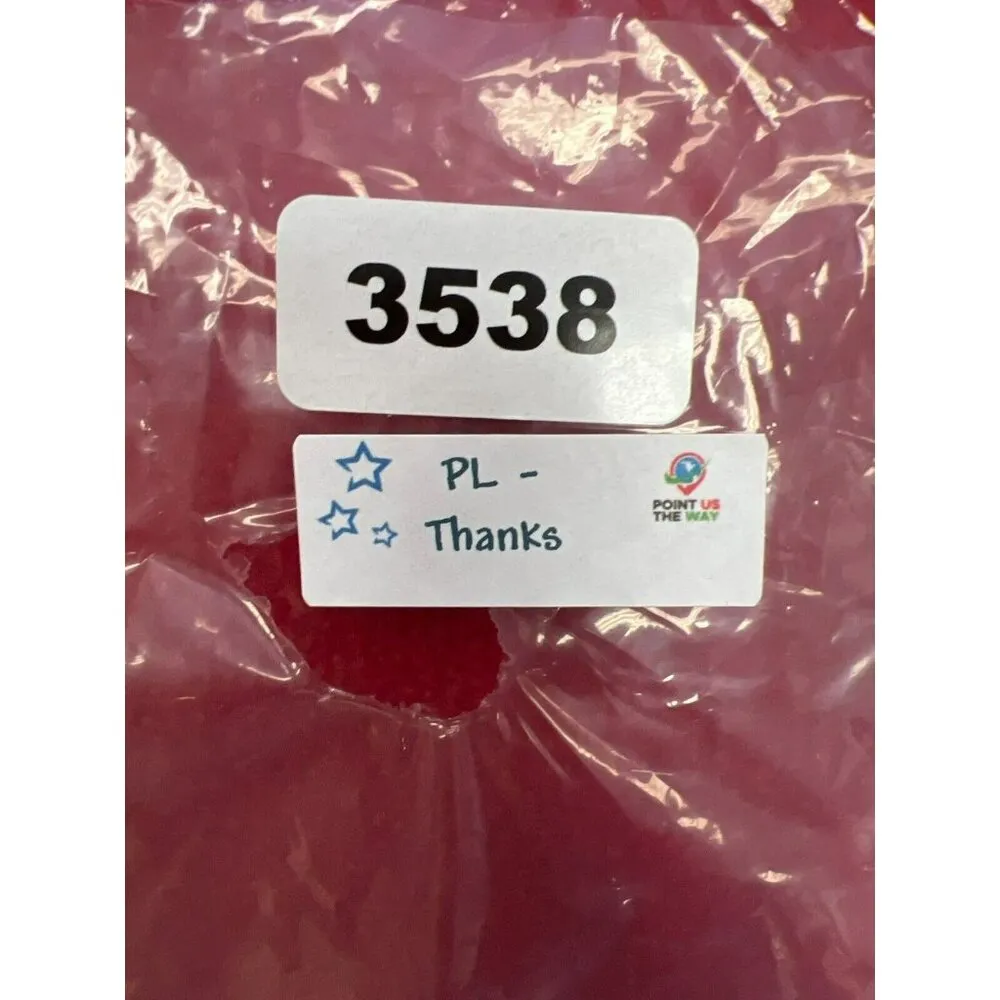 3538
PL -
Thanks
POINT US
THE WAY